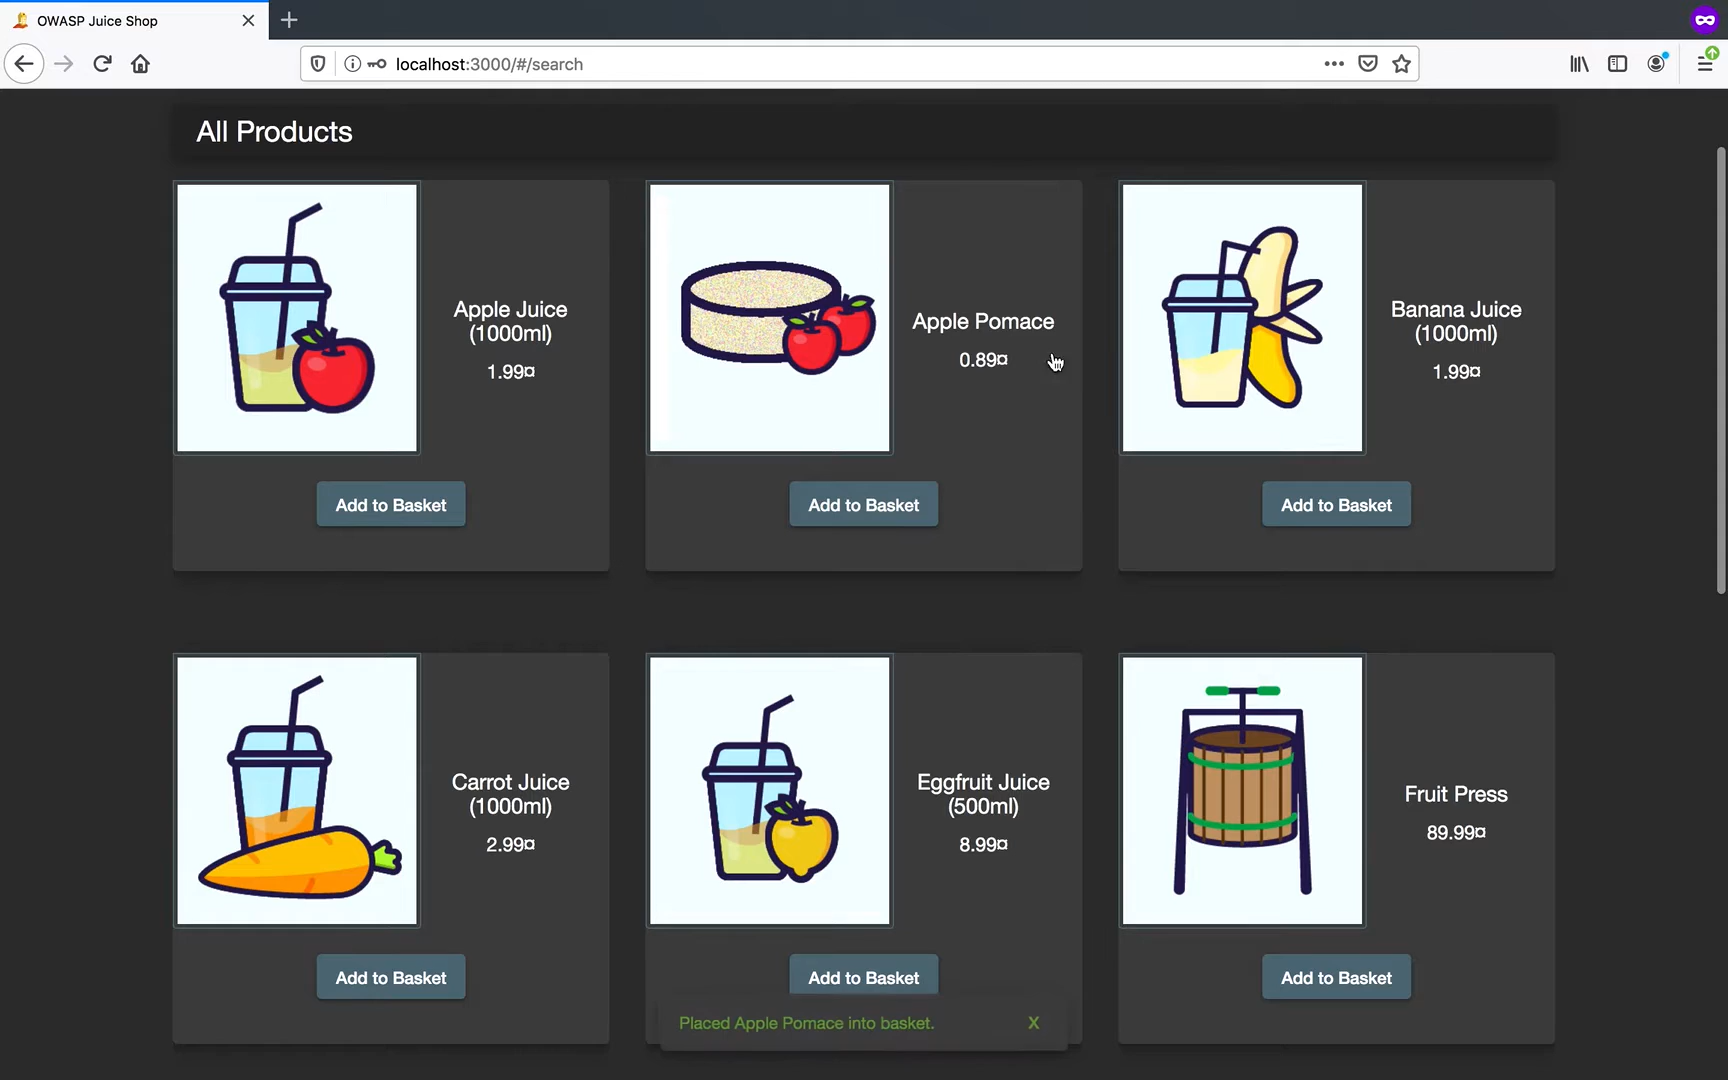 OWASP Juice Shop
localhost:3000/#/search
All Products
Apple Juice
(1000ml)
1.99¤
Add to Basket
Apple Pomace
0.89¤
Add to Basket
Banana Juice
(1000ml)
1.99¤
Add to Basket
Carrot Juice
(1000ml)
2.99¤
Add to Basket
Eggfruit Juice
(500ml)
8.99¤
Add to Basket
Fruit Press
89.99¤
Add to Basket
Placed Apple Pomace into basket. X